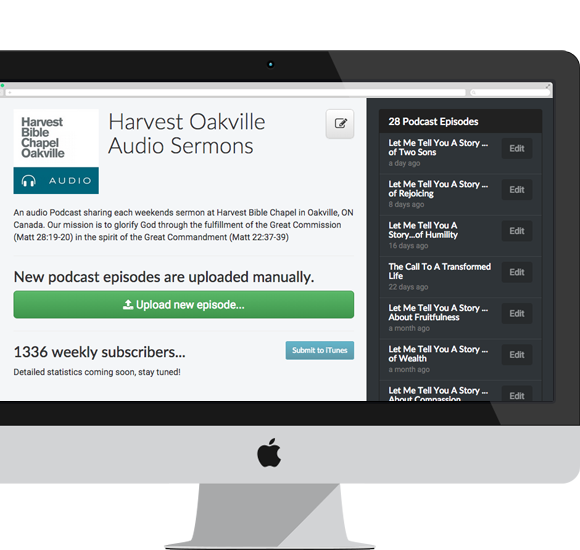 Harvest
Bible
Chapel
Oakville
AUDIO
Harvest Oakville
Audio Sermons
An audio Podcast sharing each weekends sermon at Harvest Bible Chapel in Oakville, ON
Canada. Our mission is to glorify God through the fulfillment of the Great Commission
(Matt 28:19-20) in the spirit of the Great Commandment (Matt 22:37-39)
New podcast episodes are uploaded manually.
Upload new episode...
1336 weekly subscribers...
Submit to iTunes
Detailed statistics coming soon, stay tuned!
28 Podcast Episodes
Let Me Tell You A Story ...
of Two Sons
a day ago
Edit
Let Me Tell You A Story ...
of Rejoicing
8 days ago
Edit
Let Me Tell You A
Story...of Humility
16 days ago
Edit
The Call To A Transformed
Life
22 days ago
Edit
Let Me Tell You A Story ...
About Fruitfulness
a month ago
Edit
Let Me Tell You A Story ...
of Wealth
a month ago
Edit
Let Me Tell You A Story ...
About Compassion
Edit